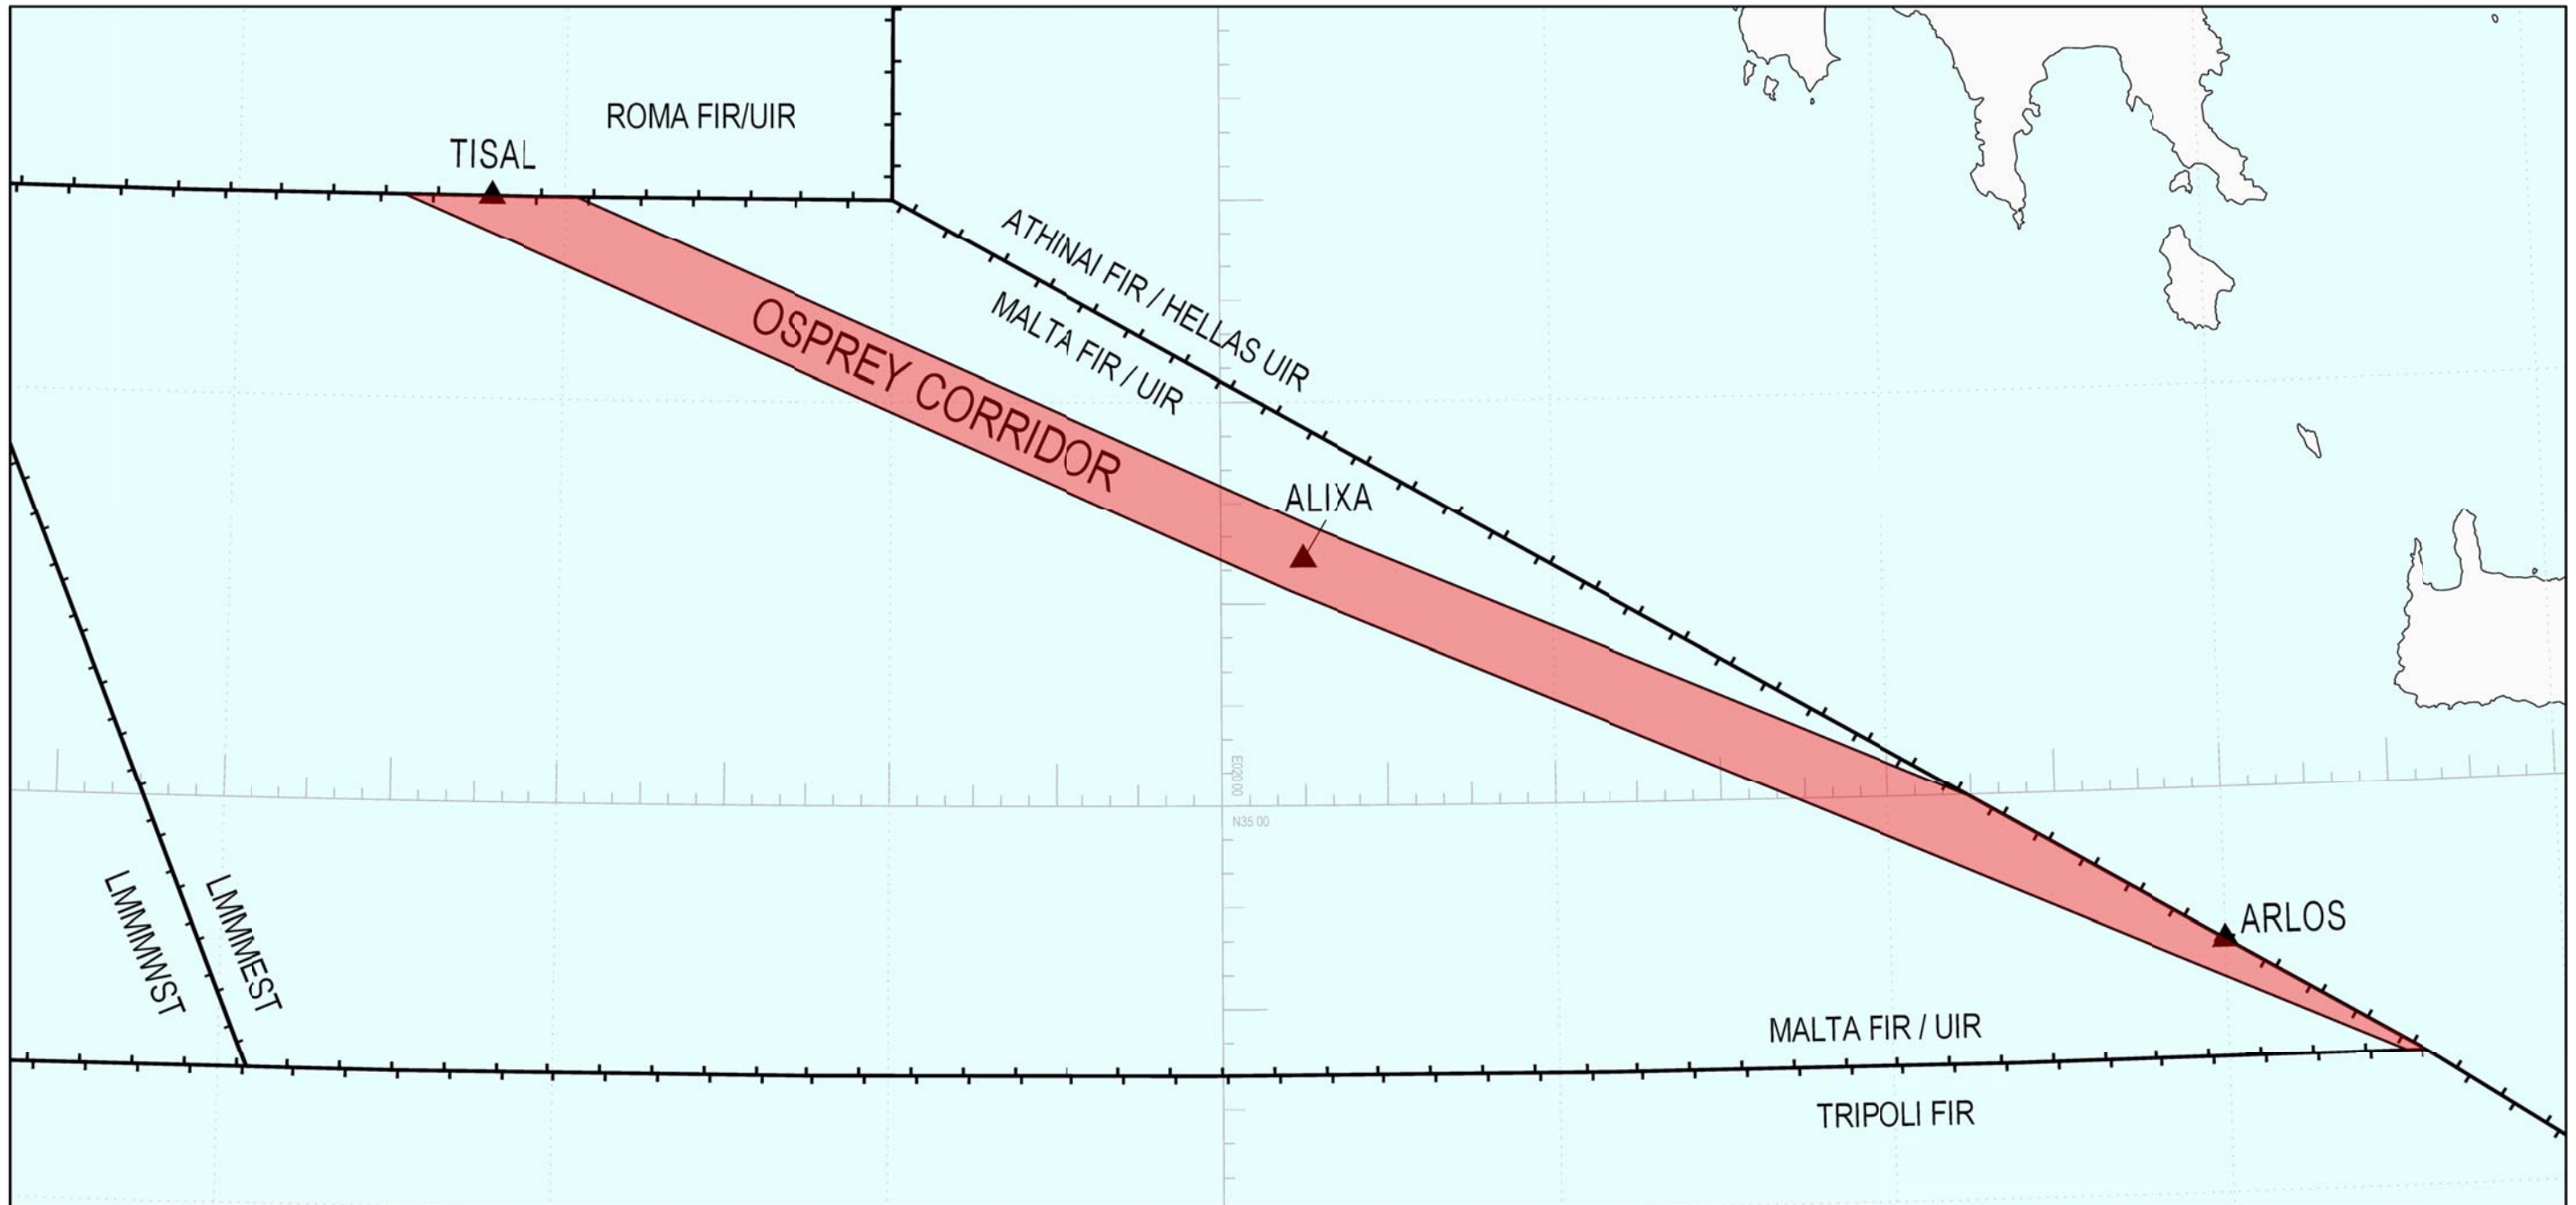 ROMA FIR/UIR
TISAL
ATHINAI FIR / HELLAS UIR
MALTA FIR / UIR
OSPREY CORRIDOR
ALIXA
E020 00
N35 00
LMMMWST
LMMMEST
ARLOS
MALTA FIR / UIR
TRIPOLI FIR